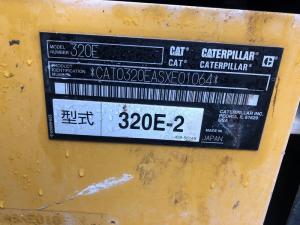 MODEL NUMBER 320E CAT® CATERPILLAR®
PRODUCT IDENTIFICATION NUMBER CAT® CATERPILLAR®
*CAT0320EASXE01064*
型式 320E-2
CATERPILLAR INC.
PEORIA, IL 61629
USA
MADE IN
JAPAN